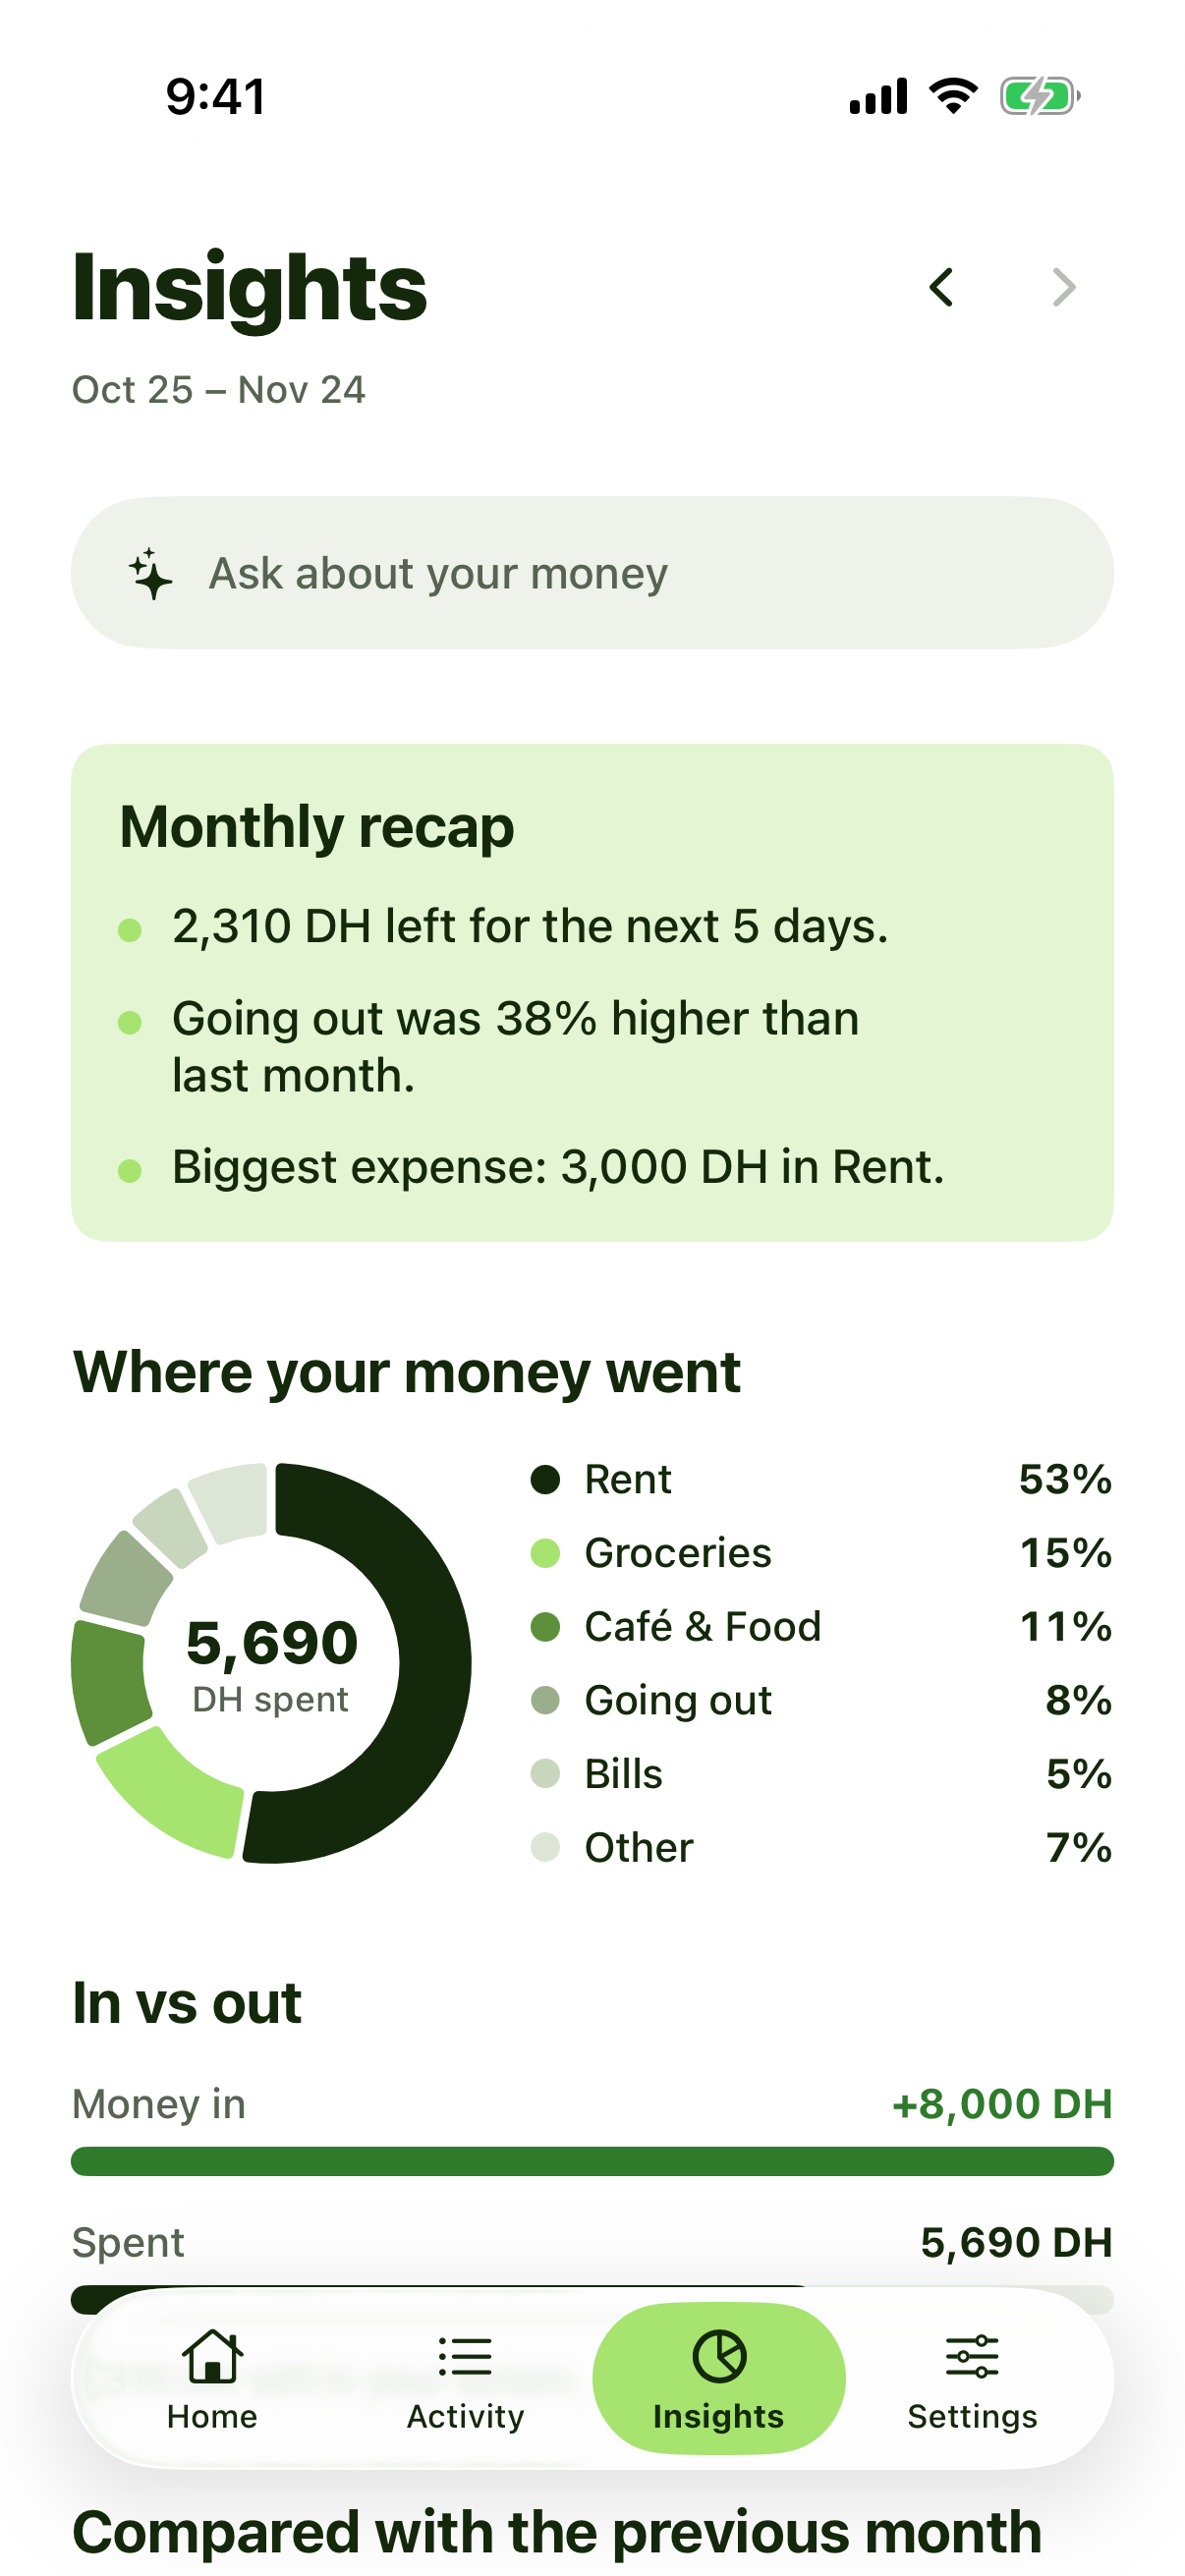 9:41
Insights
Oct 25 – Nov 24
Ask about your money
Monthly recap
2,310 DH left for the next 5 days.
Going out was 38% higher than
last month.
Biggest expense: 3,000 DH in Rent.
Where your money went
5,690
DH spent
Rent 53%
Groceries 15%
Café & Food 11%
Going out 8%
Bills 5%
Other 7%
In vs out
Money in +8,000 DH
Spent 5,690 DH
Home Activity Insights Settings
Compared with the previous month